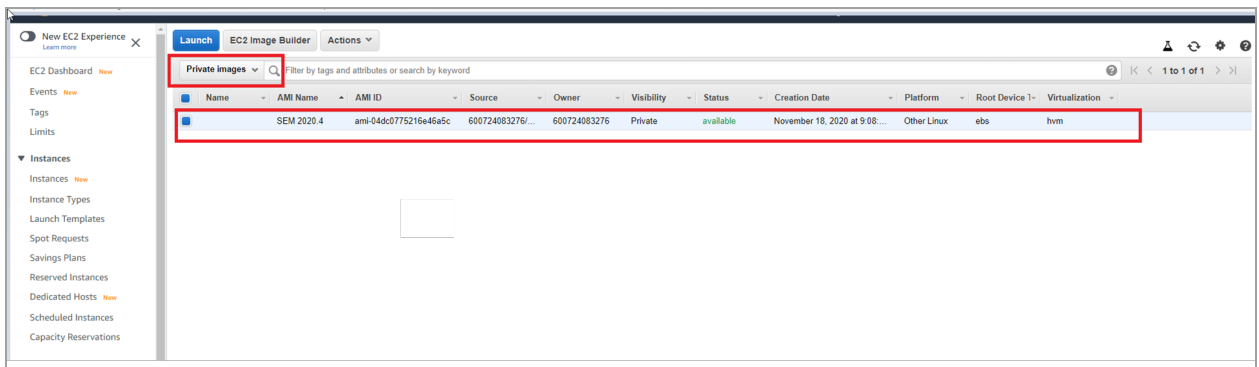 New EC2 Experience
Learn more
Launch EC2 Image Builder Actions
EC2 Dashboard New
Private images Filter by tags and attributes or search by keyword 1 to 1 of 1
Events New
Name AMI Name AMI ID Source Owner Visibility Status Creation Date Platform Root Device T Virtualization
Tags
SEM 2020.4 ami-04dc0775216e46a5c 600724083276/... 600724083276 Private available November 18, 2020 at 9:08:... Other Linux ebs hvm
Limits
Instances
Instances New
Instance Types
Launch Templates
Spot Requests
Savings Plans
Reserved Instances
Dedicated Hosts New
Scheduled Instances
Capacity Reservations